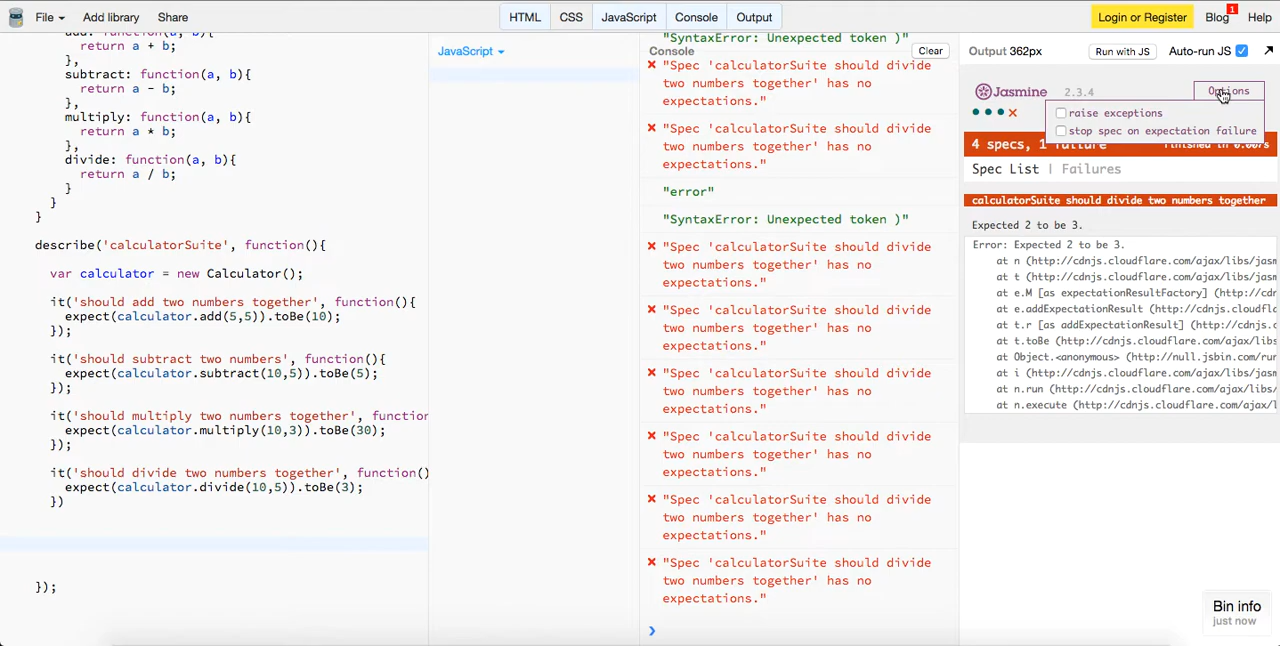 File Add library Share HTML CSS JavaScript Console Output Login or Register Blog 1 Help
add: function(a, b){
return a + b;
},
subtract: function(a, b){
return a - b;
},
multiply: function(a, b){
return a * b;
},
divide: function(a, b){
return a / b;
}
}
}
describe('calculatorSuite', function(){
var calculator = new Calculator();
it('should add two numbers together', function(){
expect(calculator.add(5,5)).toBe(10);
});
it('should subtract two numbers', function(){
expect(calculator.subtract(10,5)).toBe(5);
});
it('should multiply two numbers together', function
expect(calculator.multiply(10,3)).toBe(30);
});
it('should divide two numbers together', function()
expect(calculator.divide(10,5)).toBe(3);
})
});
JavaScript
"SyntaxError: Unexpected token )"
Console Clear
"Spec 'calculatorSuite should divide
two numbers together' has no
expectations."
"Spec 'calculatorSuite should divide
two numbers together' has no
expectations."
"error"
"SyntaxError: Unexpected token )"
"Spec 'calculatorSuite should divide
two numbers together' has no
expectations."
"Spec 'calculatorSuite should divide
two numbers together' has no
expectations."
"Spec 'calculatorSuite should divide
two numbers together' has no
expectations."
"Spec 'calculatorSuite should divide
two numbers together' has no
expectations."
"Spec 'calculatorSuite should divide
two numbers together' has no
expectations."
"Spec 'calculatorSuite should divide
two numbers together' has no
expectations."
Output 362px Run with JS Auto-run JS
Jasmine 2.3.4 Options
raise exceptions
stop spec on expectation failure
4 specs, 1 failure finished in 0.007s
Spec List | Failures
calculatorSuite should divide two numbers together
Expected 2 to be 3.
Error: Expected 2 to be 3.
at n (http://cdnjs.cloudflare.com/ajax/libs/jasm
at t (http://cdnjs.cloudflare.com/ajax/libs/jasm
at e.M [as expectationResultFactory] (http://cd
at e.addExpectationResult (http://cdnjs.cloudfla
at t.r [as addExpectationResult] (http://cdnjs.c
at t.toBe (http://cdnjs.cloudflare.com/ajax/libs
at Object.<anonymous> (http://null.jsbin.com/run
at i (http://cdnjs.cloudflare.com/ajax/libs/jasm
at n.run (http://cdnjs.cloudflare.com/ajax/libs/
at n.execute (http://cdnjs.cloudflare.com/ajax/l
Bin info
just now